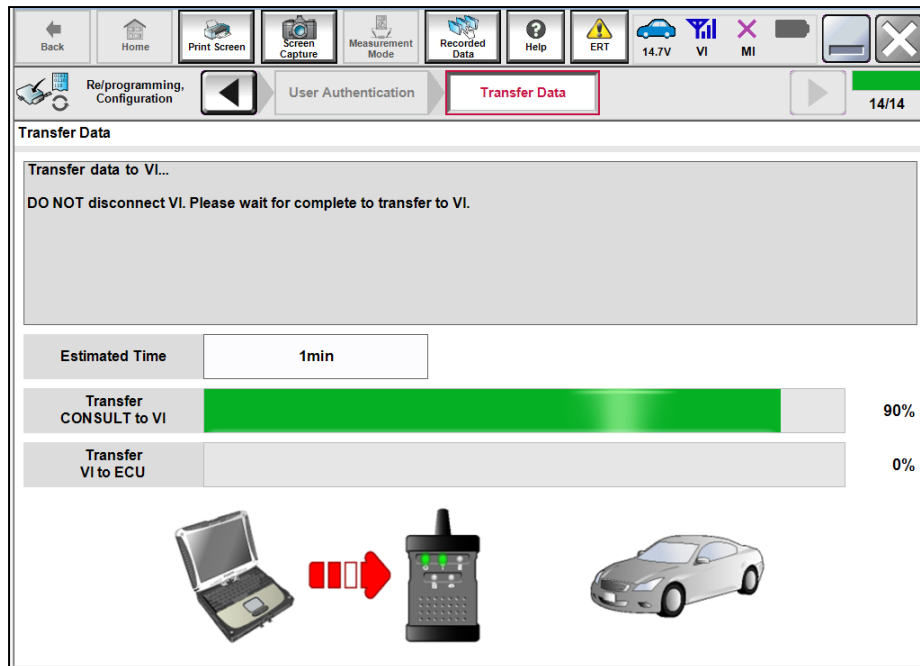 Back
Home
Print Screen
Screen
Capture
Measurement
Mode
Recorded
Data
Help
ERT
14.7V
VI
MI
Re/programming,
Configuration
User Authentication
Transfer Data
14/14
Transfer Data
Transfer data to VI...
DO NOT disconnect VI. Please wait for complete to transfer to VI.
Estimated Time
1min
Transfer
CONSULT to VI
90%
Transfer
VI to ECU
0%